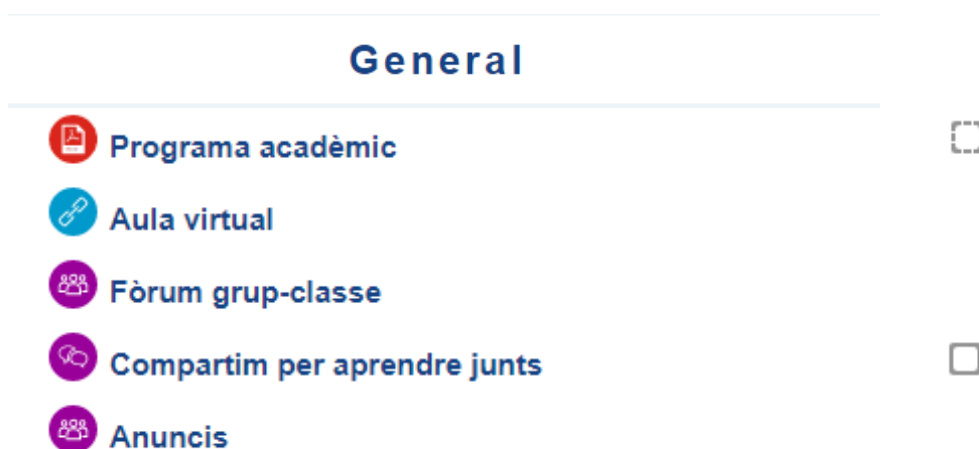 General
Programa acadèmic
Aula virtual
Fòrum grup-classe
Compartim per aprendre junts
Anuncis